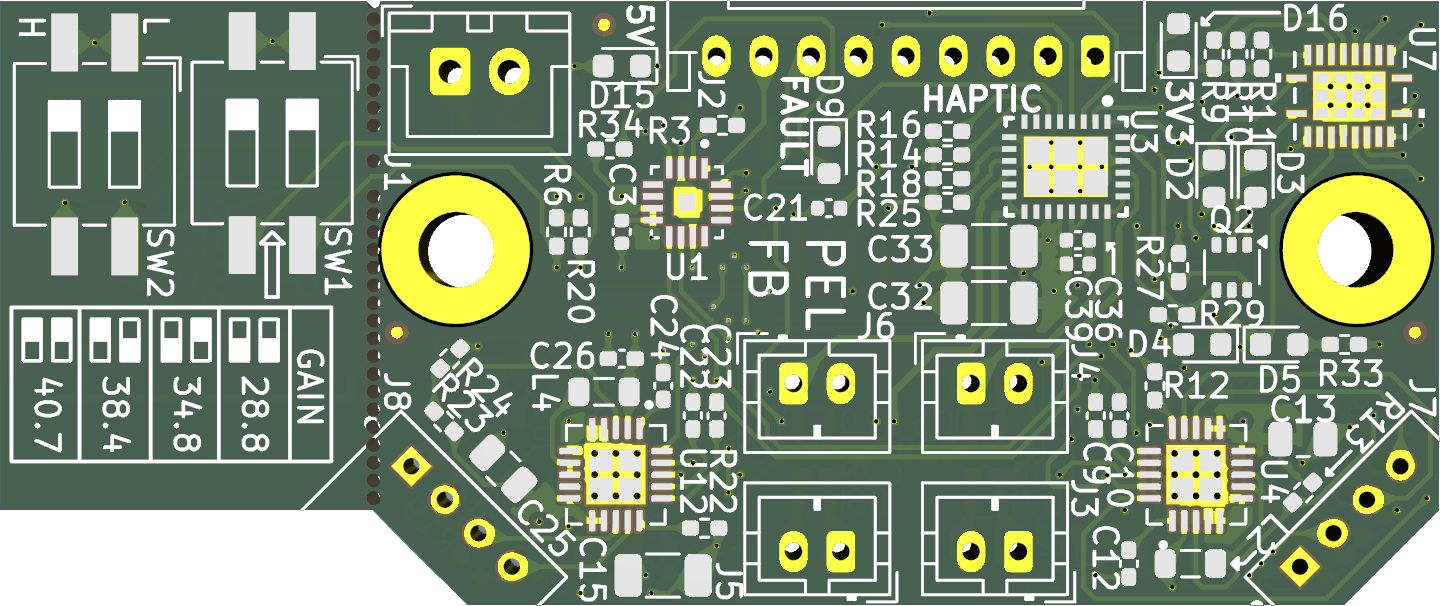 H
L
5V
D16
U7
D15
J2
FAULT
D9
HAPTIC
3V3
R9
R10
R11
R34
R3
R16
R14
R18
R25
U3
J1
R6
C3
C21
D2
D3
Q2
SW2
SW1
U1
FB
PEL
C33
C32
R27
R20
C39
C36
R29
C24
J6
C26
C22
C23
J4
D4
D5
R33
R12
GAIN
40.7
38.4
34.8
28.8
J8
R24
R23
L4
C13
R13
J7
U12
R22
C9
C10
J3
U4
C25
C15
J5
C12
L2